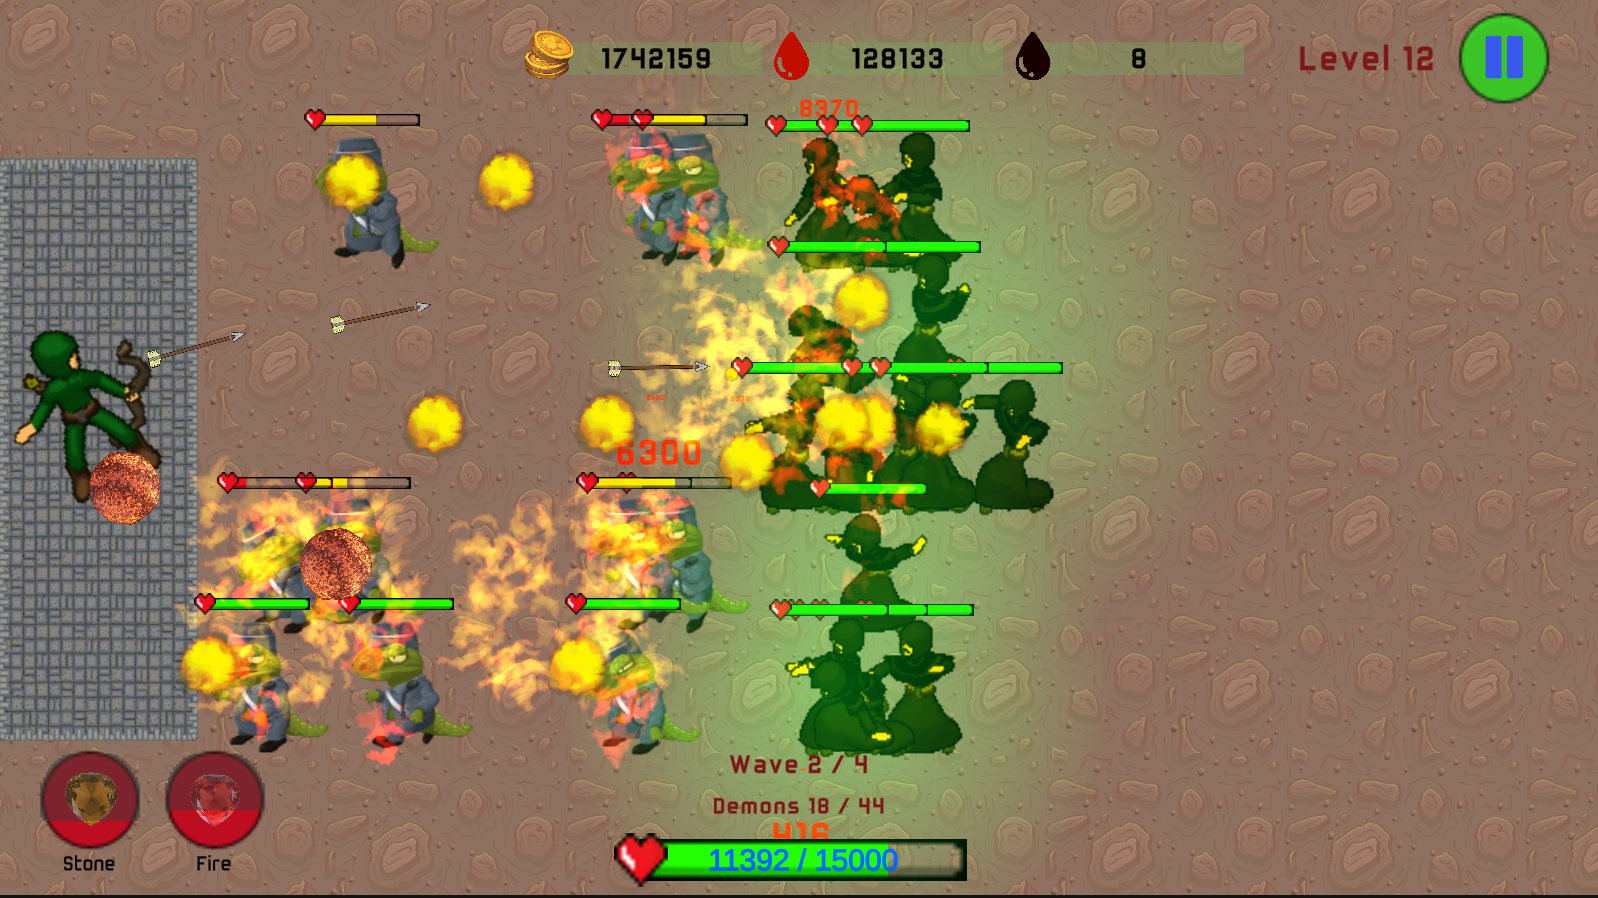 1742159
128133
8
Level 12
8370
6300
Wave 2 / 4
Demons 18 / 44
416
11392 / 15000
Stone
Fire